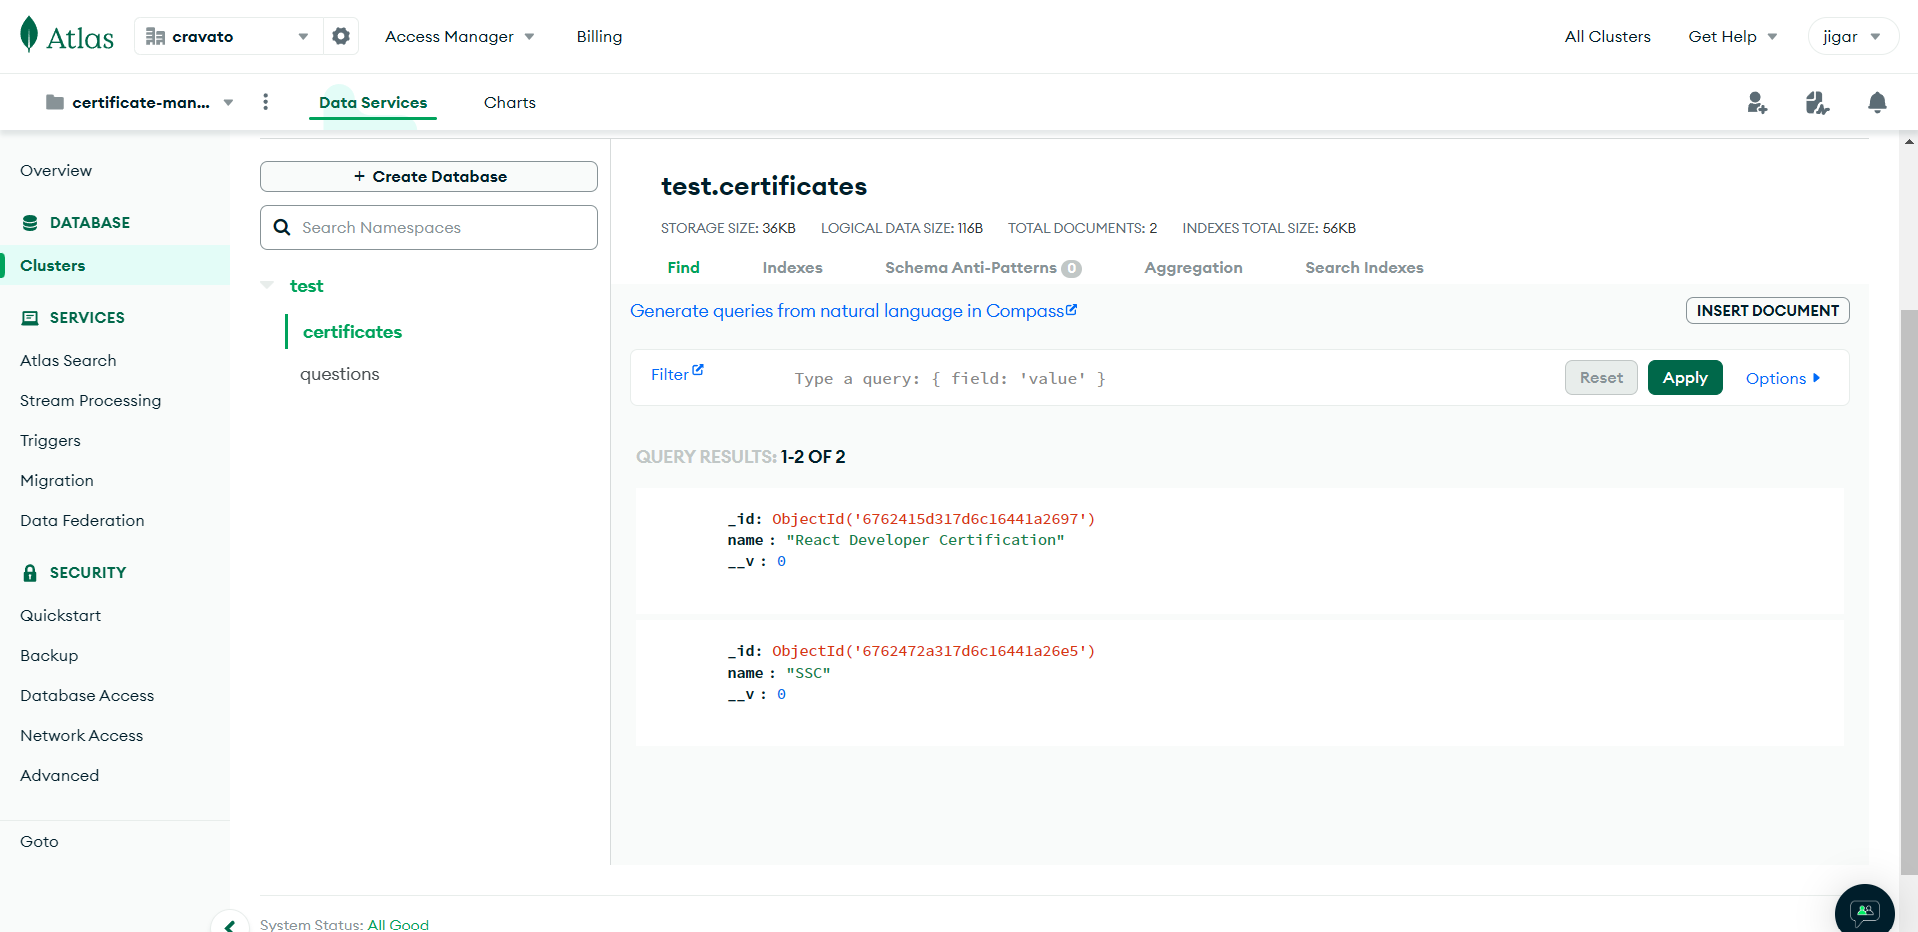 Atlas
cravato
Access Manager
Billing
All Clusters
Get Help
jigar
certificate-man...
Data Services
Charts
Overview
DATABASE
Clusters
SERVICES
Atlas Search
Stream Processing
Triggers
Migration
Data Federation
SECURITY
Quickstart
Backup
Database Access
Network Access
Advanced
Goto
+ Create Database
Search Namespaces
test
certificates
questions
test.certificates
STORAGE SIZE: 36KB LOGICAL DATA SIZE: 116B TOTAL DOCUMENTS: 2 INDEXES TOTAL SIZE: 56KB
Find Indexes Schema Anti-Patterns 0 Aggregation Search Indexes
Generate queries from natural language in Compass
INSERT DOCUMENT
Filter
Type a query: { field: 'value' }
Reset
Apply
Options
QUERY RESULTS: 1-2 OF 2
_id: ObjectId('6762415d317d6c16441a2697')
name : "React Developer Certification"
__v : 0
_id: ObjectId('6762472a317d6c16441a26e5')
name : "SSC"
__v : 0
System Status: All Good